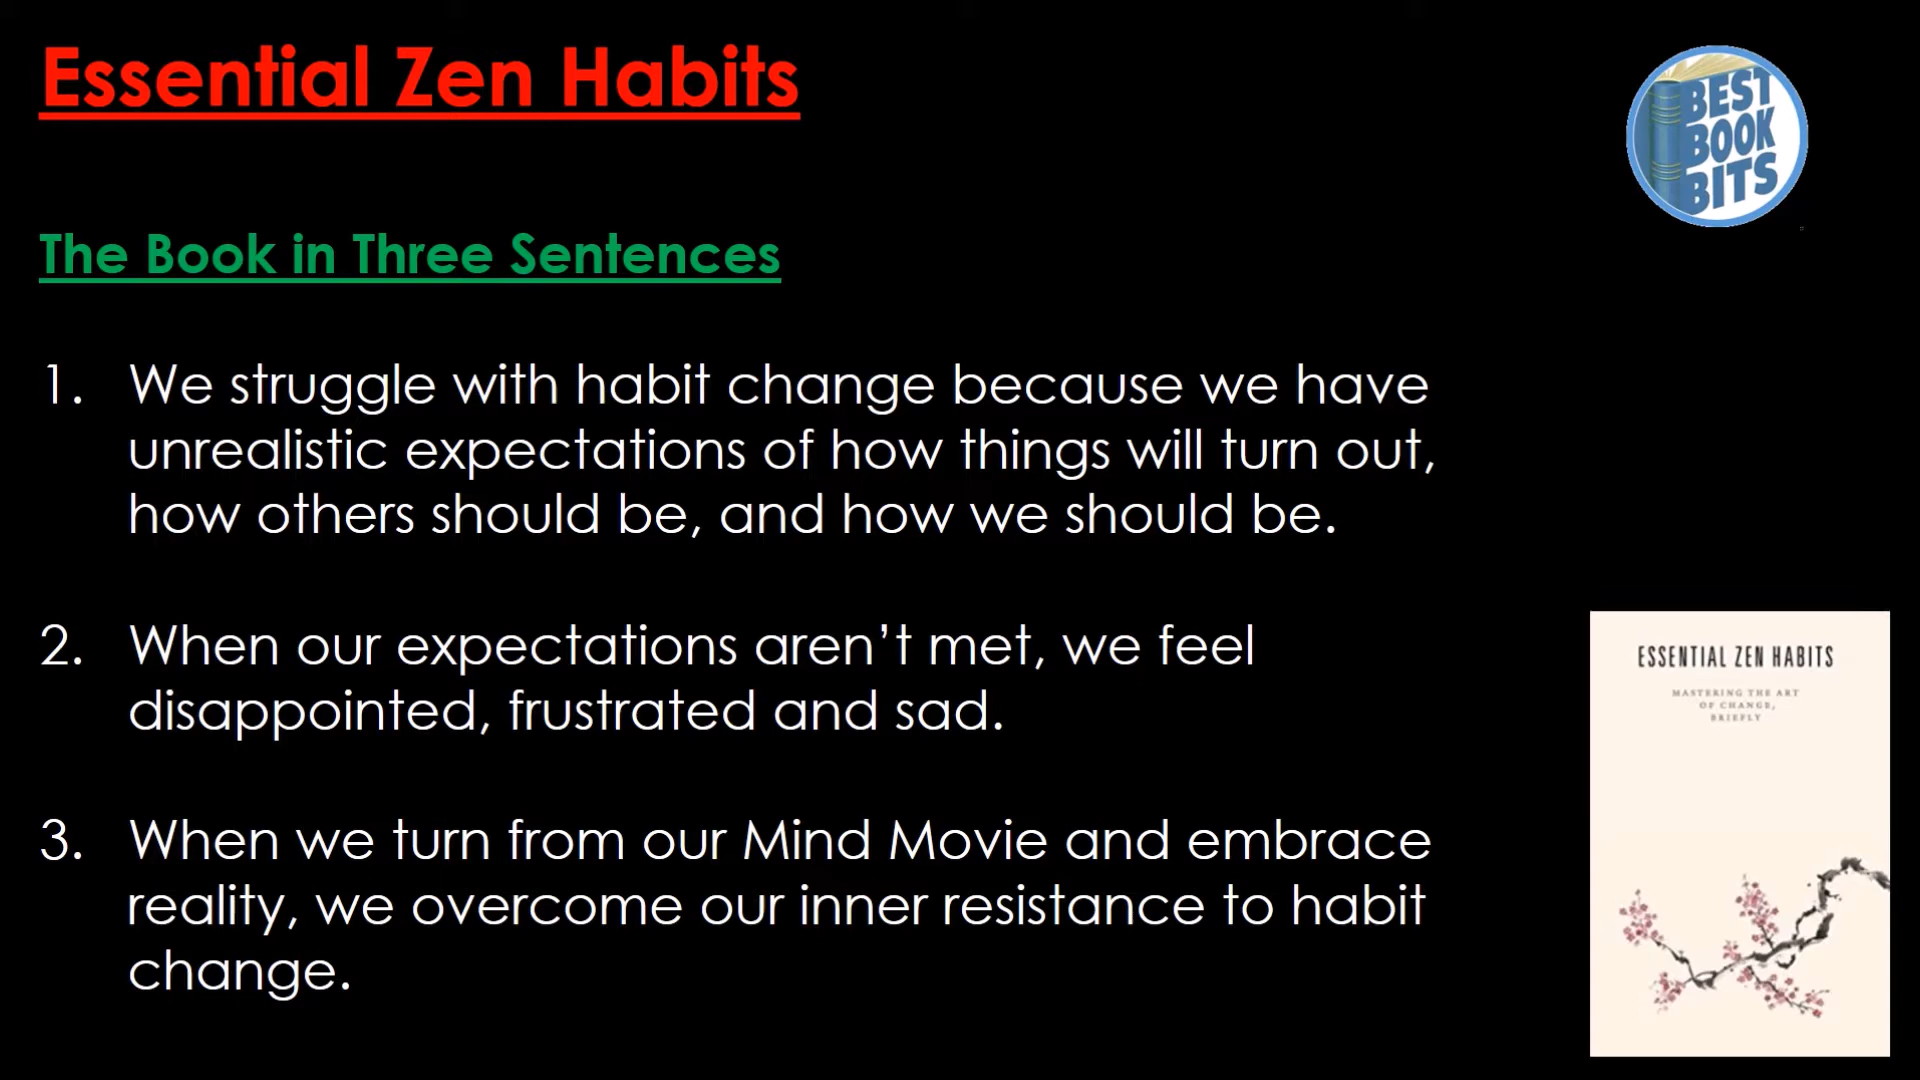 Essential Zen Habits
BEST
BOOK
BITS
The Book in Three Sentences
1. We struggle with habit change because we have
unrealistic expectations of how things will turn out,
how others should be, and how we should be.
2. When our expectations aren’t met, we feel
disappointed, frustrated and sad.
3. When we turn from our Mind Movie and embrace
reality, we overcome our inner resistance to habit
change.
ESSENTIAL ZEN HABITS
MASTERING THE ART
OF CHANGE,
BRIEFLY